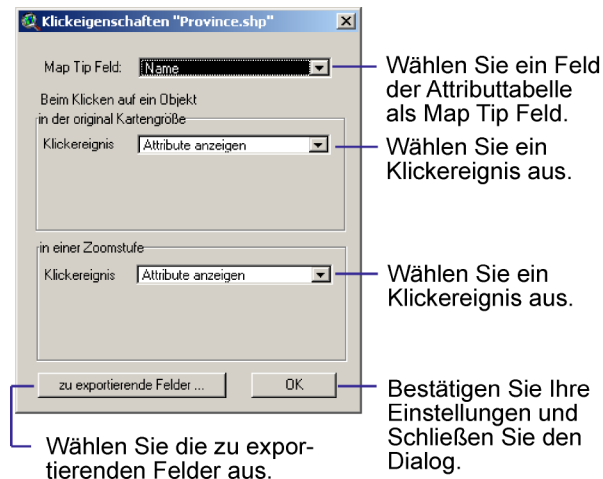 Klickeigenschaften "Province.shp"
Map Tip Feld: Name
Wählen Sie ein Feld
der Attributtabelle
als Map Tip Feld.
Beim Klicken auf ein Objekt
in der original Kartengröße
Klickereignis Attribute anzeigen
Wählen Sie ein
Klickereignis aus.
in einer Zoomstufe
Klickereignis Attribute anzeigen
Wählen Sie ein
Klickereignis aus.
zu exportierende Felder ... OK
Bestätigen Sie Ihre
Einstellungen und
Schließen Sie den
Dialog.
Wählen Sie die zu expor-
tierenden Felder aus.